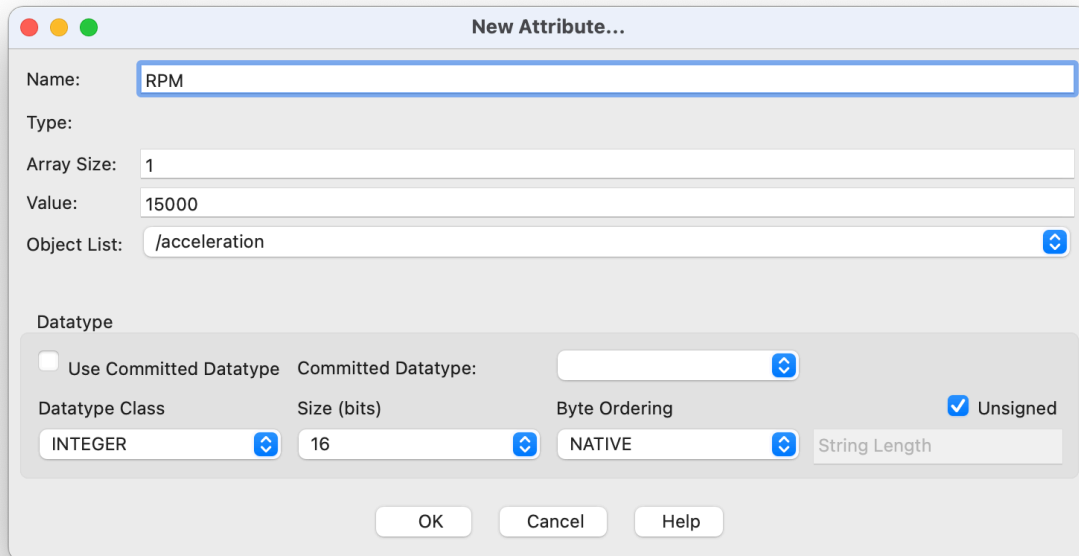 New Attribute...
Name: RPM
Type:
Array Size: 1
Value: 15000
Object List: /acceleration
Datatype
Use Committed Datatype Committed Datatype:
Datatype Class Size (bits) Byte Ordering Unsigned
INTEGER 16 NATIVE String Length
OK Cancel Help